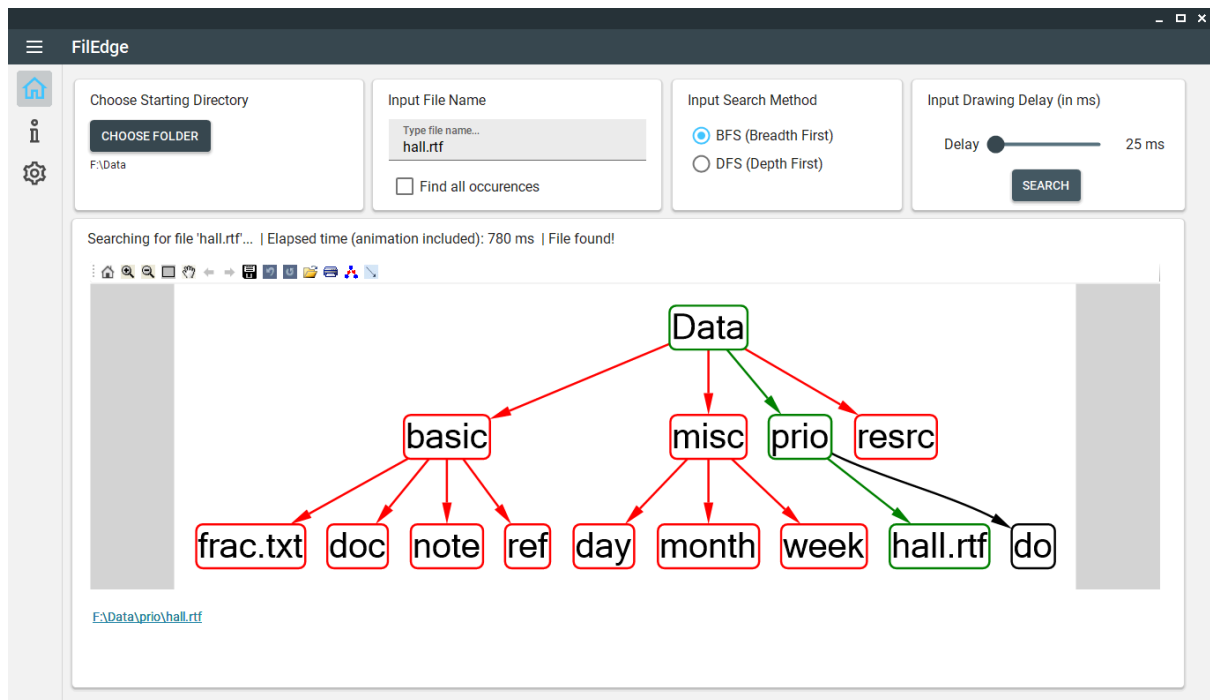 FilEdge
Choose Starting Directory
CHOOSE FOLDER
F:\Data
Input File Name
Type file name...
hall.rtf
Find all occurences
Input Search Method
BFS (Breadth First)
DFS (Depth First)
Input Drawing Delay (in ms)
Delay 25 ms
SEARCH
Searching for file 'hall.rtf'... | Elapsed time (animation included): 780 ms | File found!
Data
basic misc prio resrc
frac.txt doc note ref day month week hall.rtf do
F:\Data\prio\hall.rtf